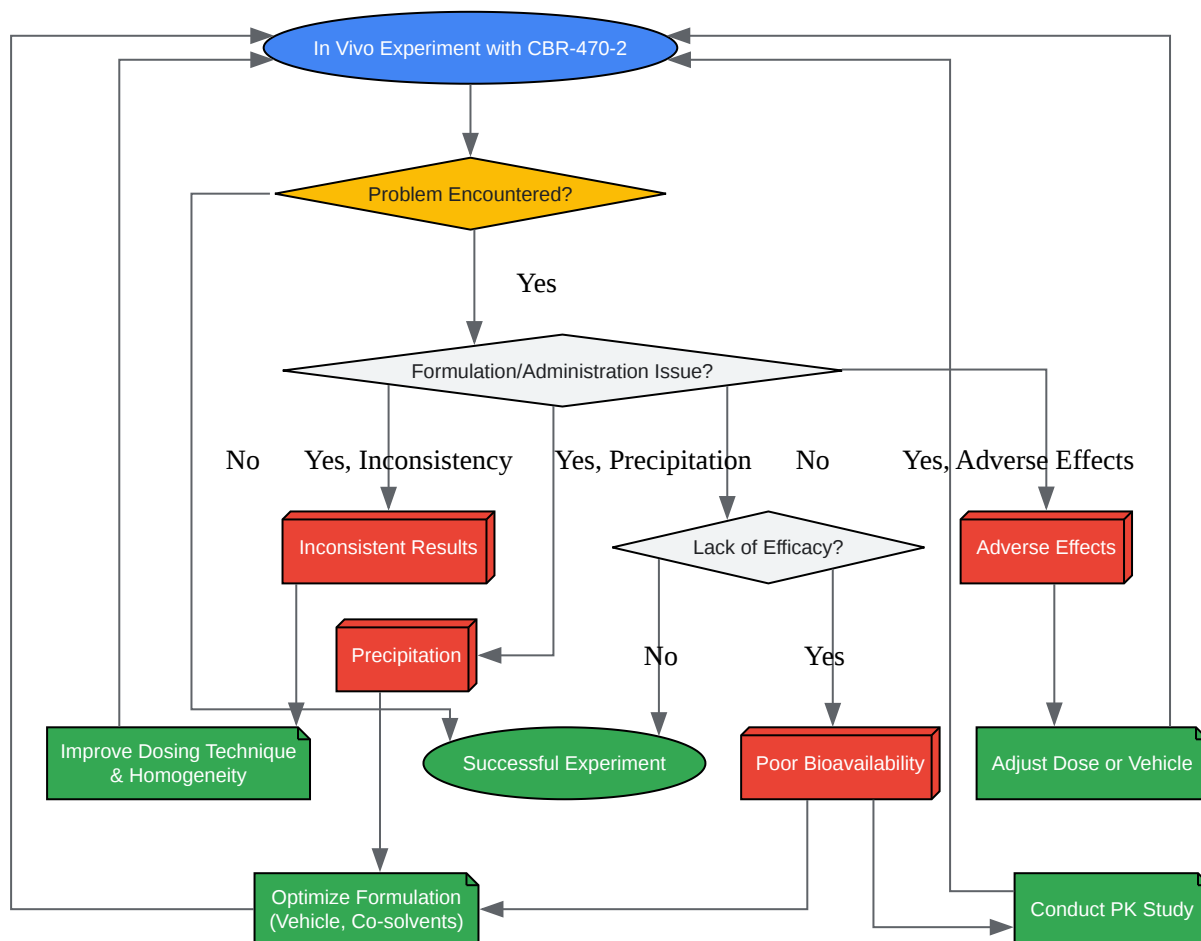 In Vivo Experiment with CBR-470-2
Problem Encountered?
Yes
Formulation/Administration Issue?
No
Yes, Inconsistency
Yes, Precipitation
No
Yes, Adverse Effects
Inconsistent Results
Lack of Efficacy?
Adverse Effects
Precipitation
No
Yes
Improve Dosing Technique
& Homogeneity
Successful Experiment
Poor Bioavailability
Adjust Dose or Vehicle
Optimize Formulation
(Vehicle, Co-solvents)
Conduct PK Study